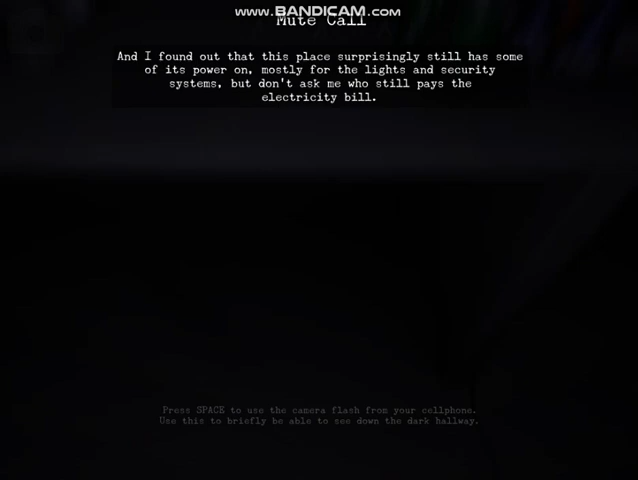 www.BANDICAM.com
Mute Call
And I found out that this place surprisingly still has some
of its power on, mostly for the lights and security
systems, but don't ask me who still pays the
electricity bill.
Press SPACE to use the camera flash from your cellphone.
Use this to briefly be able to see down the dark hallway.